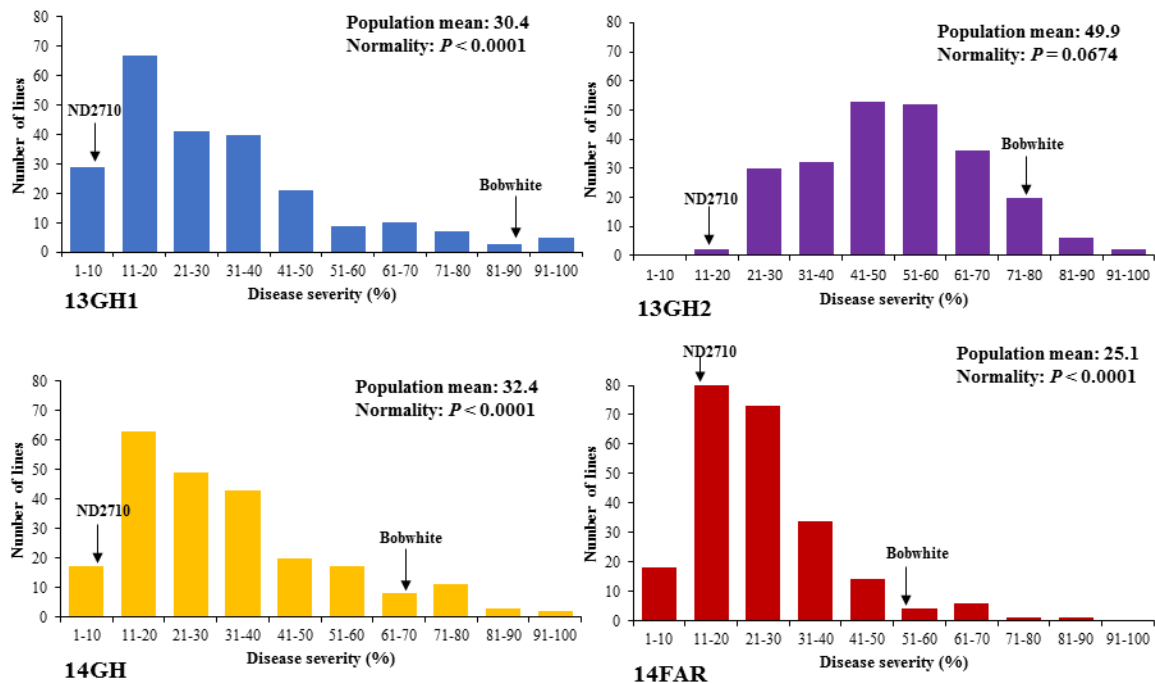 Population mean: 30.4
Normality: P < 0.0001
Number of lines
80
70
60
50
40
30
20
10
0
ND2710
Bobwhite
1-10 11-20 21-30 31-40 41-50 51-60 61-70 71-80 81-90 91-100
Disease severity (%)
13GH1
Population mean: 49.9
Normality: P = 0.0674
Number of lines
80
70
60
50
40
30
20
10
0
ND2710
Bobwhite
1-10 11-20 21-30 31-40 41-50 51-60 61-70 71-80 81-90 91-100
Disease severity (%)
13GH2
Population mean: 32.4
Normality: P < 0.0001
Number of lines
80
70
60
50
40
30
20
10
0
ND2710
Bobwhite
1-10 11-20 21-30 31-40 41-50 51-60 61-70 71-80 81-90 91-100
Disease severity (%)
14GH
ND2710
Population mean: 25.1
Normality: P < 0.0001
Number of lines
80
70
60
50
40
30
20
10
0
Bobwhite
1-10 11-20 21-30 31-40 41-50 51-60 61-70 71-80 81-90 91-100
Disease severity (%)
14FAR